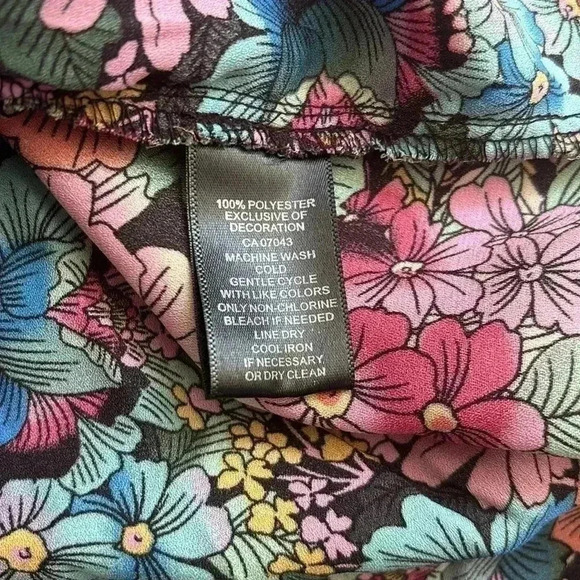 100% POLYESTER
EXCLUSIVE OF
DECORATION
CA 07043
MACHINE WASH
COLD
GENTLE CYCLE
WITH LIKE COLORS
ONLY NON-CHLORINE
BLEACH IF NEEDED
LINE DRY
COOL IRON
IF NECESSARY
OR DRY CLEAN